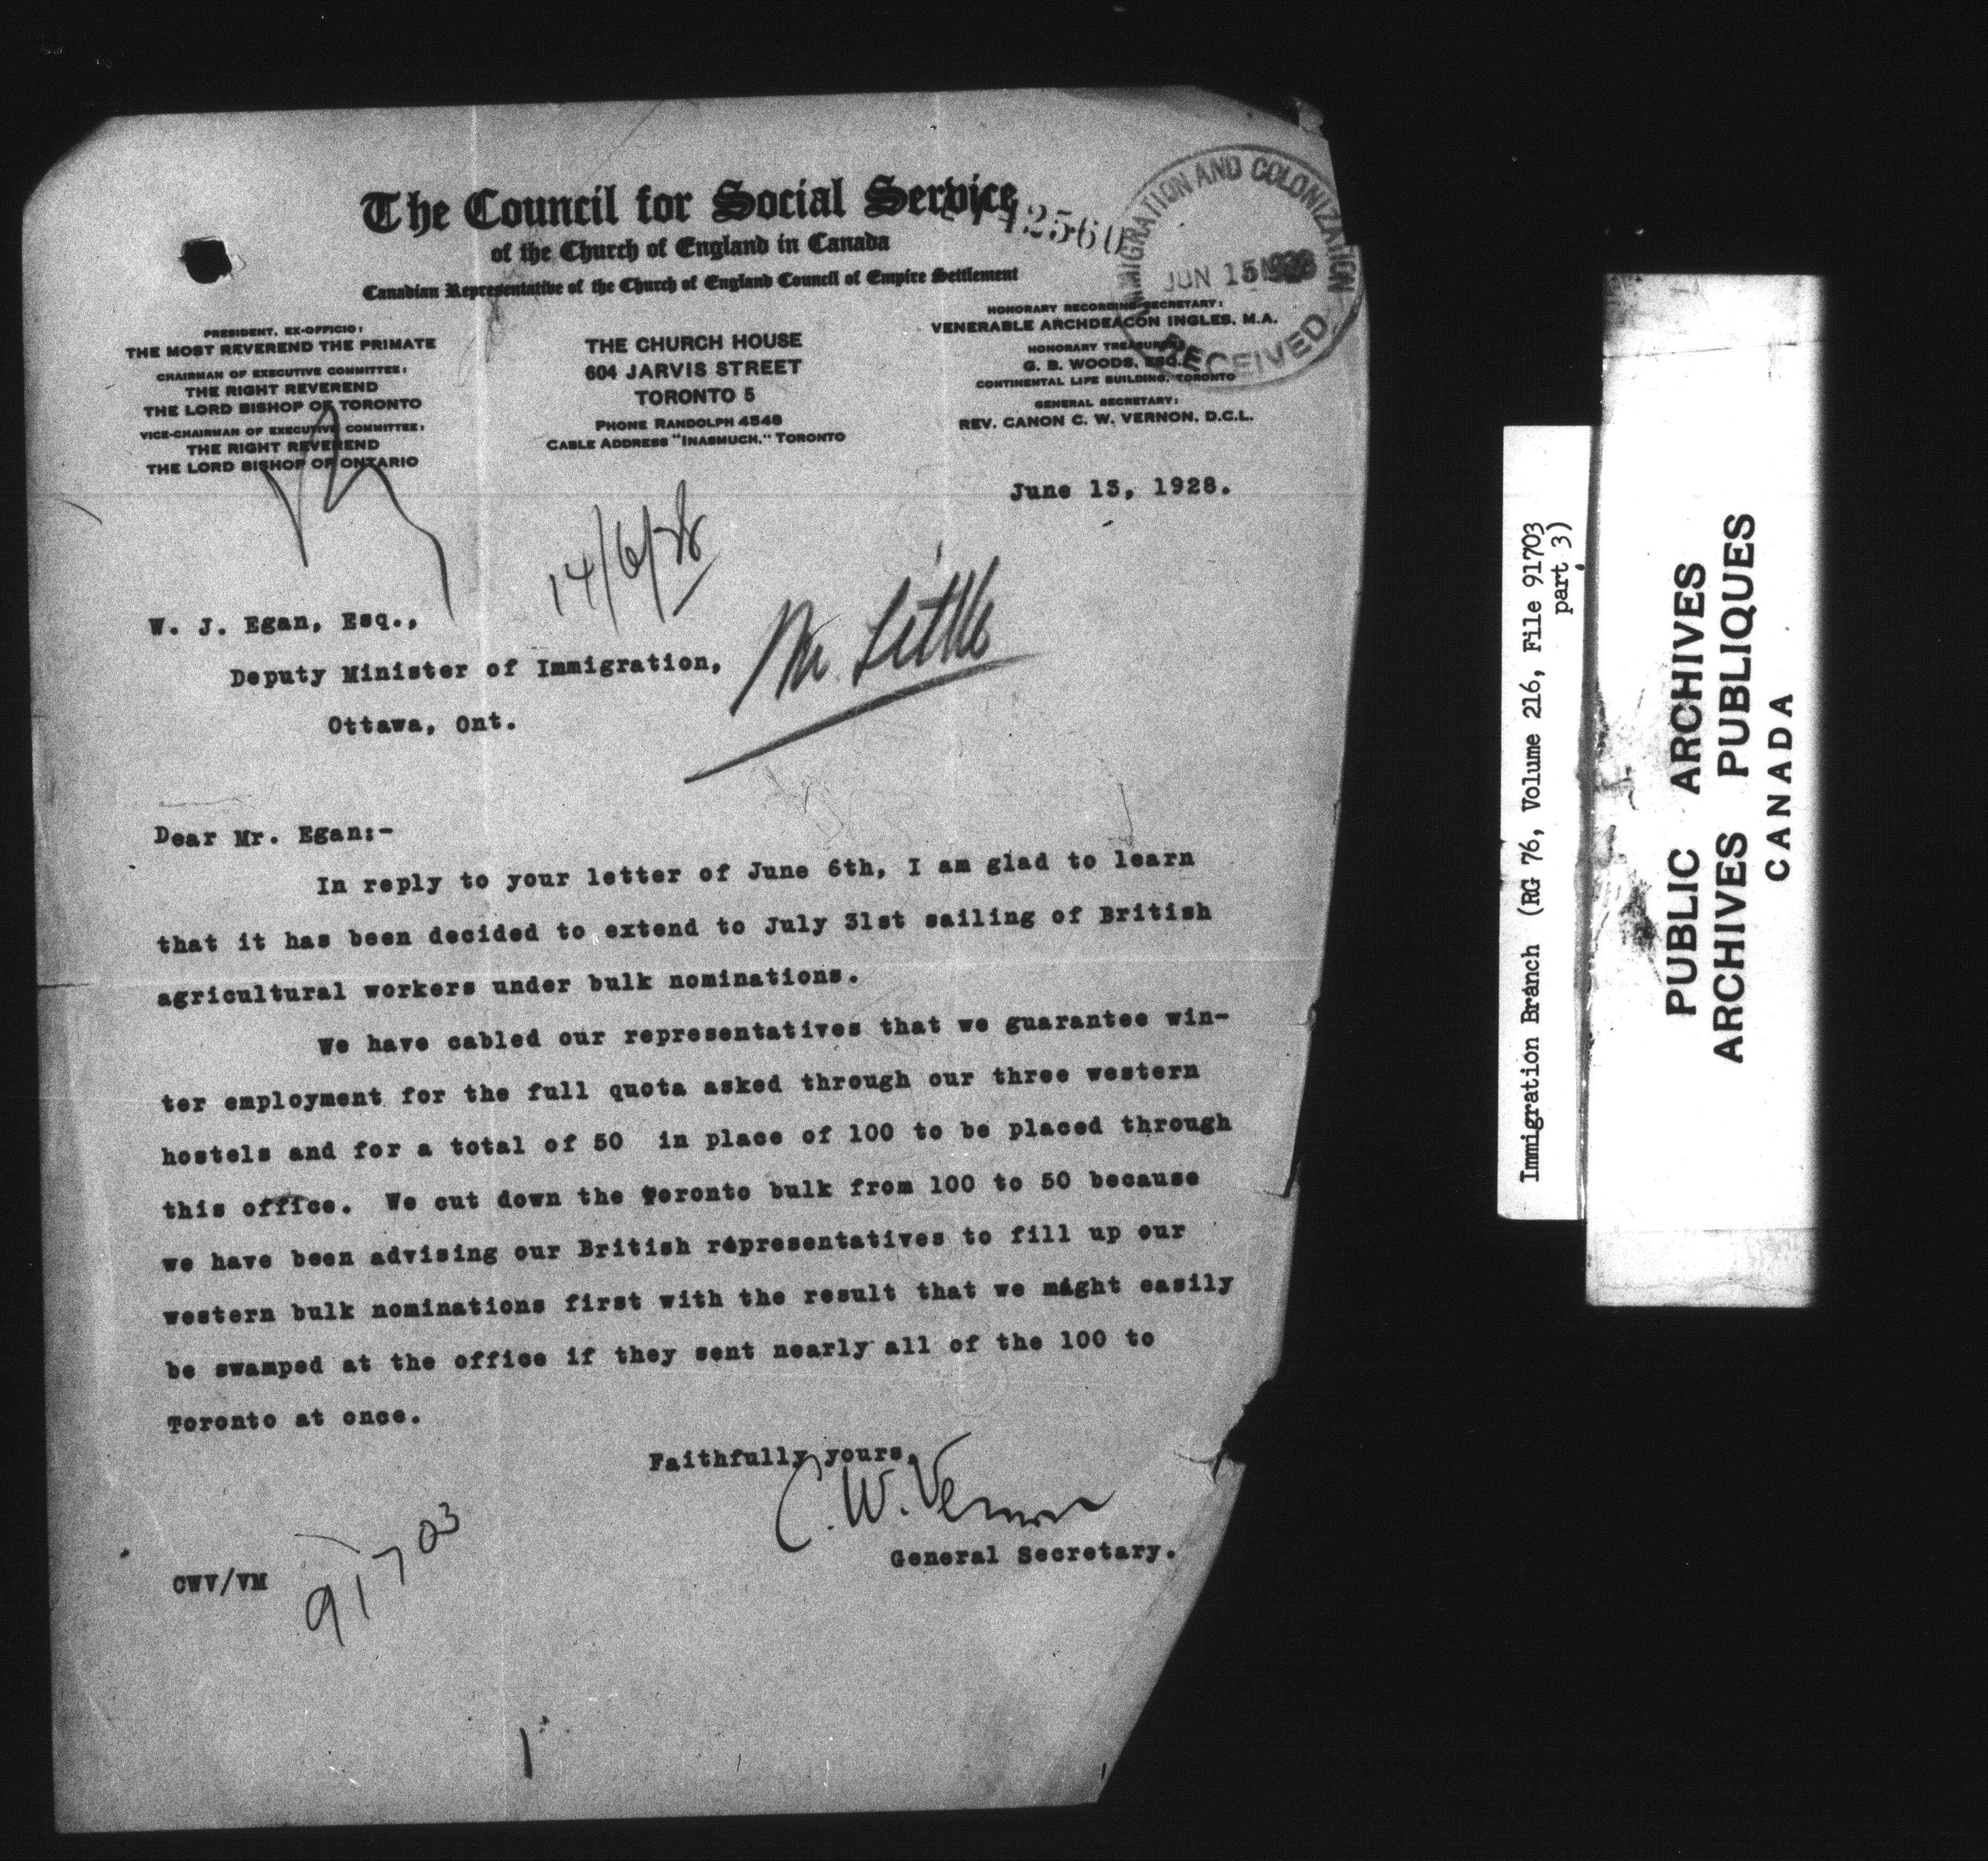 The Council for Social Service
of the Church of England in Canada
Canadian Representative of the Church of England Council of Empire Settlement
12560
IMMIGRATION AND COLONIZATION
JUN 15 1928
RECEIVED
PRESIDENT, EX-OFFICIO:
THE MOST REVEREND THE PRIMATE
CHAIRMAN OF EXECUTIVE COMMITTEE:
THE RIGHT REVEREND
THE LORD BISHOP OF TORONTO
VICE-CHAIRMAN OF EXECUTIVE COMMITTEE:
THE RIGHT REVEREND
THE LORD BISHOP OF ONTARIO
THE CHURCH HOUSE
604 JARVIS STREET
TORONTO 5
PHONE RANDOLPH 4548
CABLE ADDRESS "INASMUCH," TORONTO
HONORARY RECORDING SECRETARY:
VENERABLE ARCHDEACON INGLES, M.A.
HONORARY TREASURER:
G. B. WOODS, ESQ.
CONTINENTAL LIFE BUILDING, TORONTO
GENERAL SECRETARY:
REV. CANON C. W. VERNON, D.C.L.
June 13, 1928.
14/6/28
Mr. Little
W. J. Egan, Esq.,
Deputy Minister of Immigration,
Ottawa, Ont.
Dear Mr. Egan:-
In reply to your letter of June 6th, I am glad to learn
that it has been decided to extend to July 31st sailing of British
agricultural workers under bulk nominations.
We have cabled our representatives that we guarantee win-
ter employment for the full quota asked through our three western
hostels and for a total of 50 in place of 100 to be placed through
this office. We cut down the Toronto bulk from 100 to 50 because
we have been advising our British representatives to fill up our
western bulk nominations first with the result that we might easily
be swamped at the office if they sent nearly all of the 100 to
Toronto at once.
Faithfully yours,
C. W. Vernon
General Secretary.
CWV/VM
91703
Immigration Branch (RG 76, Volume 216, File 91703
part 3)
PUBLIC ARCHIVES
ARCHIVES PUBLIQUES
CANADA